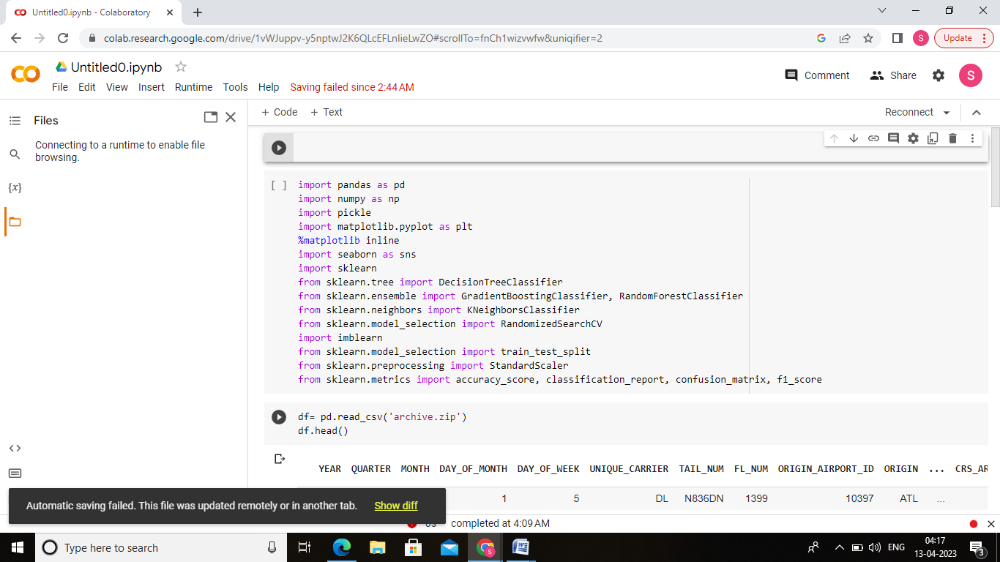 Untitled0.ipynb - Colaboratory
colab.research.google.com/drive/1vWJuppv-y5nptwJ2K6QLcEFLnlieLwZO#scrollTo=fnCh1wizvwfw&uniqifier=2
S
Update
Untitled0.ipynb
File Edit View Insert Runtime Tools Help Saving failed since 2:44 AM
Comment Share S
Files
+ Code + Text
Reconnect
Connecting to a runtime to enable file
browsing.
{x}
[ ] import pandas as pd
import numpy as np
import pickle
import matplotlib.pyplot as plt
%matplotlib inline
import seaborn as sns
import sklearn
from sklearn.tree import DecisionTreeClassifier
from sklearn.ensemble import GradientBoostingClassifier, RandomForestClassifier
from sklearn.neighbors import KNeighborsClassifier
from sklearn.model_selection import RandomizedSearchCV
import imblearn
from sklearn.model_selection import train_test_split
from sklearn.preprocessing import StandardScaler
from sklearn.metrics import accuracy_score, classification_report, confusion_matrix, f1_score
df= pd.read_csv('archive.zip')
df.head()
YEAR QUARTER MONTH DAY_OF_MONTH DAY_OF_WEEK UNIQUE_CARRIER TAIL_NUM FL_NUM ORIGIN_AIRPORT_ID ORIGIN ... CRS_AR
1 5 DL N836DN 1399 10397 ATL ...
Automatic saving failed. This file was updated remotely or in another tab. Show diff
completed at 4:09 AM
Type here to search
ENG
04:17
13-04-2023
3